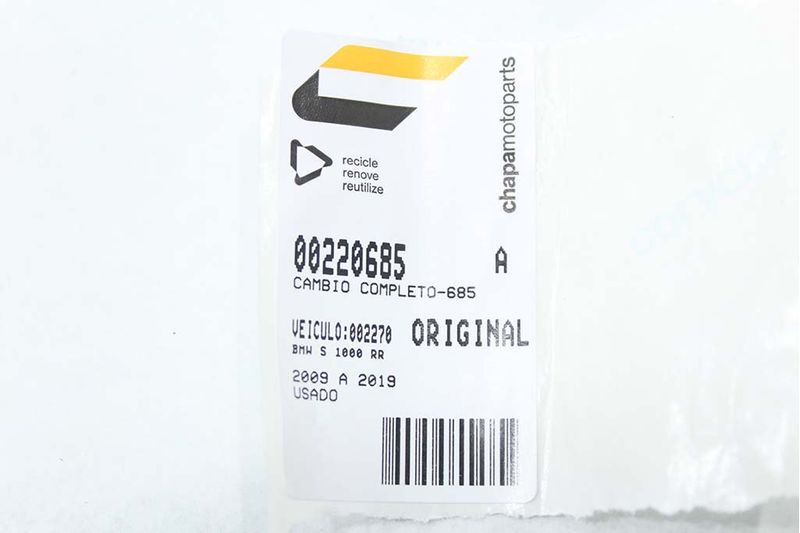 chapamotoparts
recicle
renove
reutilize
00220685 A
CAMBIO COMPLETO-685
VEICULO:002270 ORIGINAL
BMW S 1000 RR
2009 A 2019
USADO